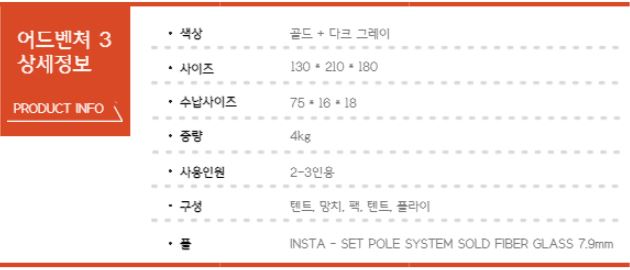 어드벤쳐 3
상세정보
PRODUCT INFO
• 색상 골드 + 다크 그레이
• 사이즈 130 * 210 * 180
• 수납사이즈 75 * 16 * 18
• 중량 4kg
• 사용인원 2-3인용
• 구성 텐트, 망치, 팩, 텐트, 플라이
• 폴 INSTA - SET POLE SYSTEM SOLD FIBER GLASS 7.9mm